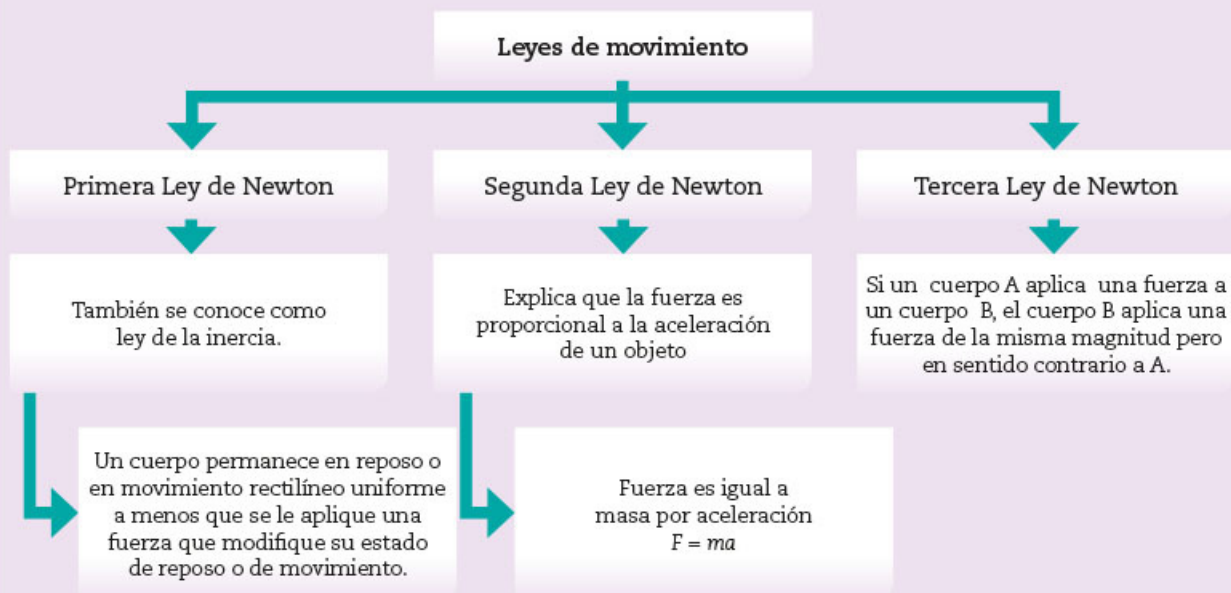 Leyes de movimiento
Primera Ley de Newton
Segunda Ley de Newton
Tercera Ley de Newton
También se conoce como
ley de la inercia.
Explica que la fuerza es
proporcional a la aceleración
de un objeto
Si un cuerpo A aplica una fuerza a
un cuerpo B, el cuerpo B aplica una
fuerza de la misma magnitud pero
en sentido contrario a A.
Un cuerpo permanece en reposo o
en movimiento rectilíneo uniforme
a menos que se le aplique una
fuerza que modifique su estado
de reposo o de movimiento.
Fuerza es igual a
masa por aceleración
F = ma